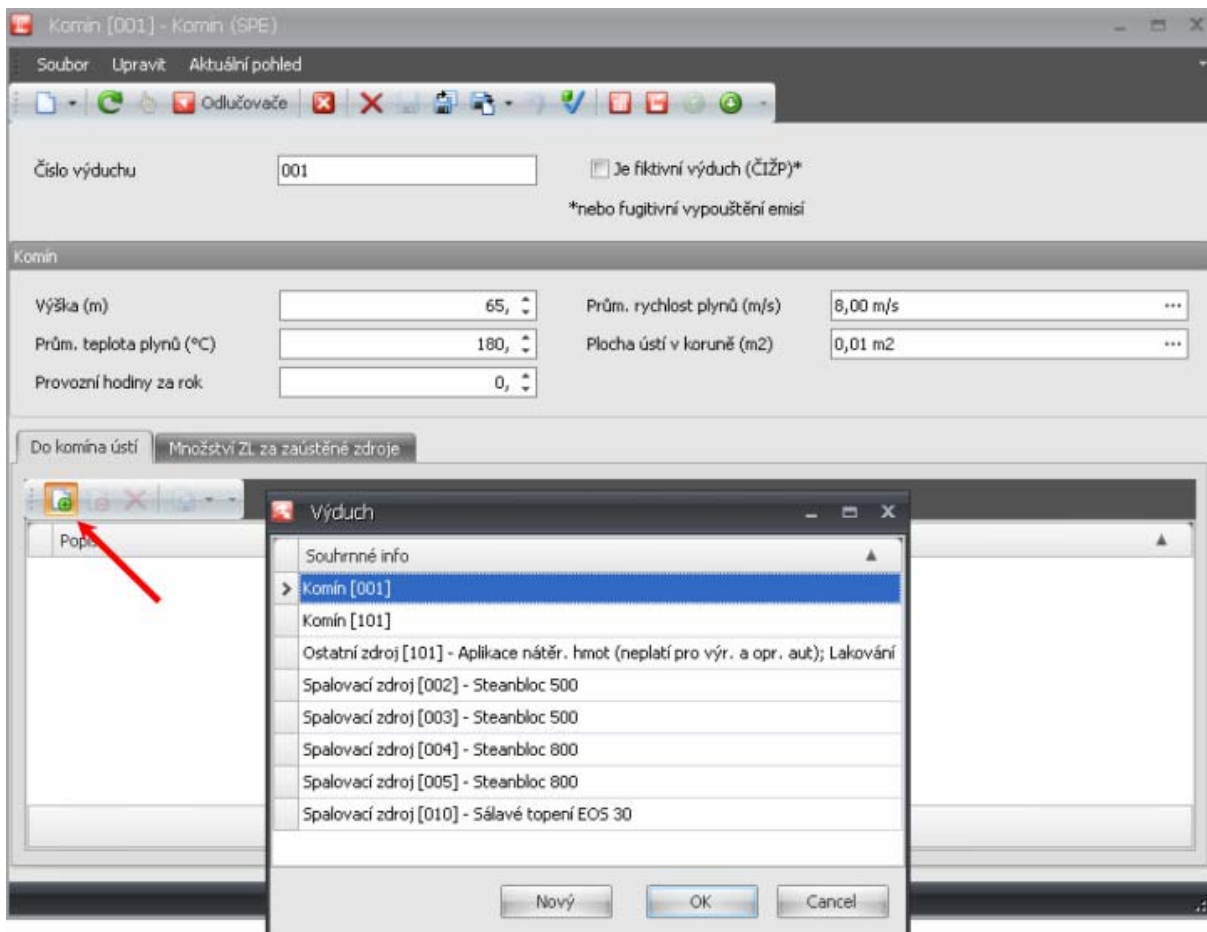 Komín [001] - Komín (SPE)
Soubor Upravit Aktuální pohled
Odlučovače
Číslo výduchu 001 Je fiktivní výduch (ČIŽP)*
*nebo fugitivní vypouštění emisí
Komín
Výška (m) 65, Prům. rychlost plynů (m/s) 8,00 m/s ...
Prům. teplota plynů (°C) 180, Plocha ústí v koruně (m2) 0,01 m2 ...
Provozní hodiny za rok 0,
Do komína ústí Množství ZL za zaústěné zdroje
Výduch
Popis
Souhrnné info
Komín [001]
Komín [101]
Ostatní zdroj [101] - Aplikace nátěr. hmot (neplatí pro výr. a opr. aut); Lakování
Spalovací zdroj [002] - Steanbloc 500
Spalovací zdroj [003] - Steanbloc 500
Spalovací zdroj [004] - Steanbloc 800
Spalovací zdroj [005] - Steanbloc 800
Spalovací zdroj [010] - Sálavé topení EOS 30
Nový OK Cancel